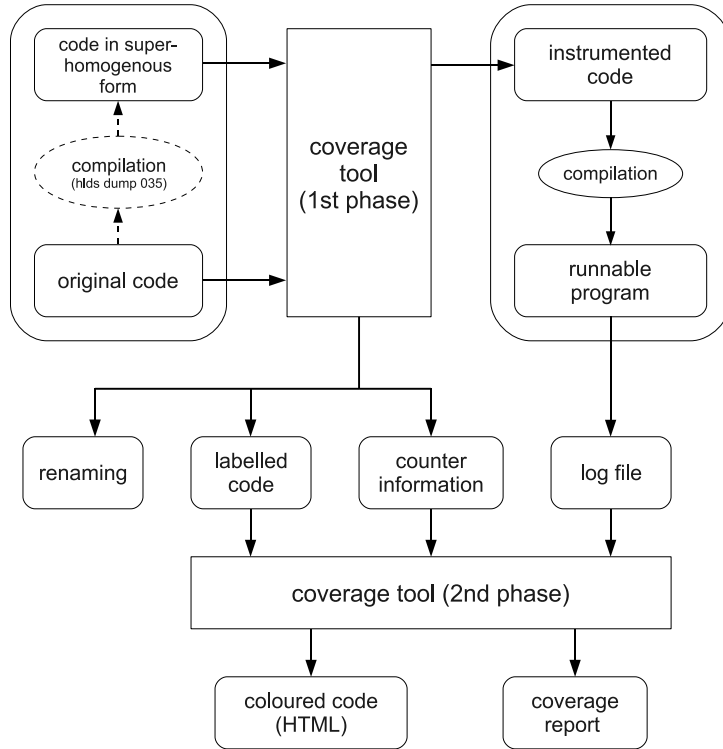 code in super-
homogenous
form
compilation
(hlds dump 035)
original code
coverage
tool
(1st phase)
instrumented
code
compilation
runnable
program
renaming
labelled
code
counter
information
log file
coverage tool (2nd phase)
coloured code
(HTML)
coverage
report